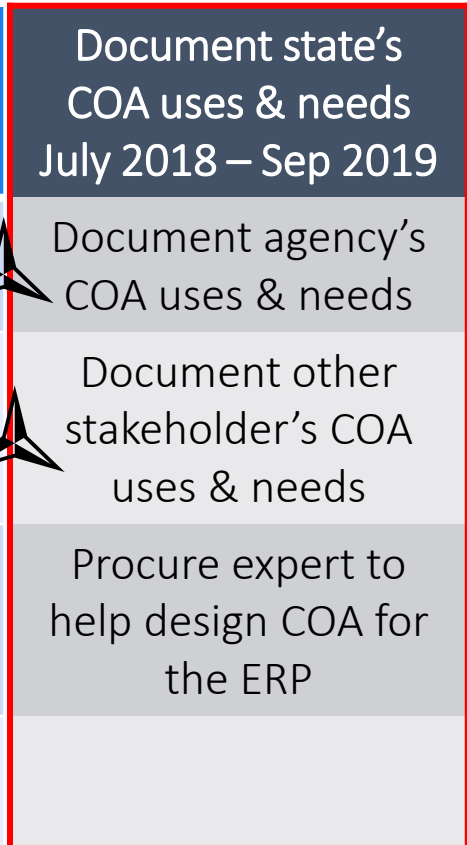 Document state’s
COA uses & needs
July 2018 – Sep 2019
Document agency’s
COA uses & needs
Document other
stakeholder’s COA
uses & needs
Procure expert to
help design COA for
the ERP